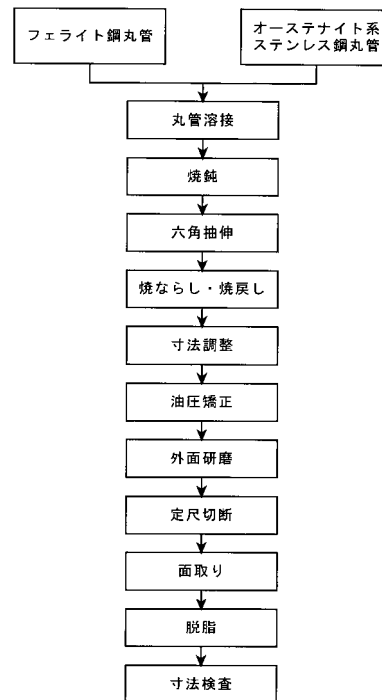 フェライト鋼丸管
オーステナイト系
ステンレス鋼丸管
丸管溶接
焼鈍
六角抽伸
焼ならし・焼戻し
寸法調整
油圧矯正
外面研磨
定尺切断
面取り
脱脂
寸法検査